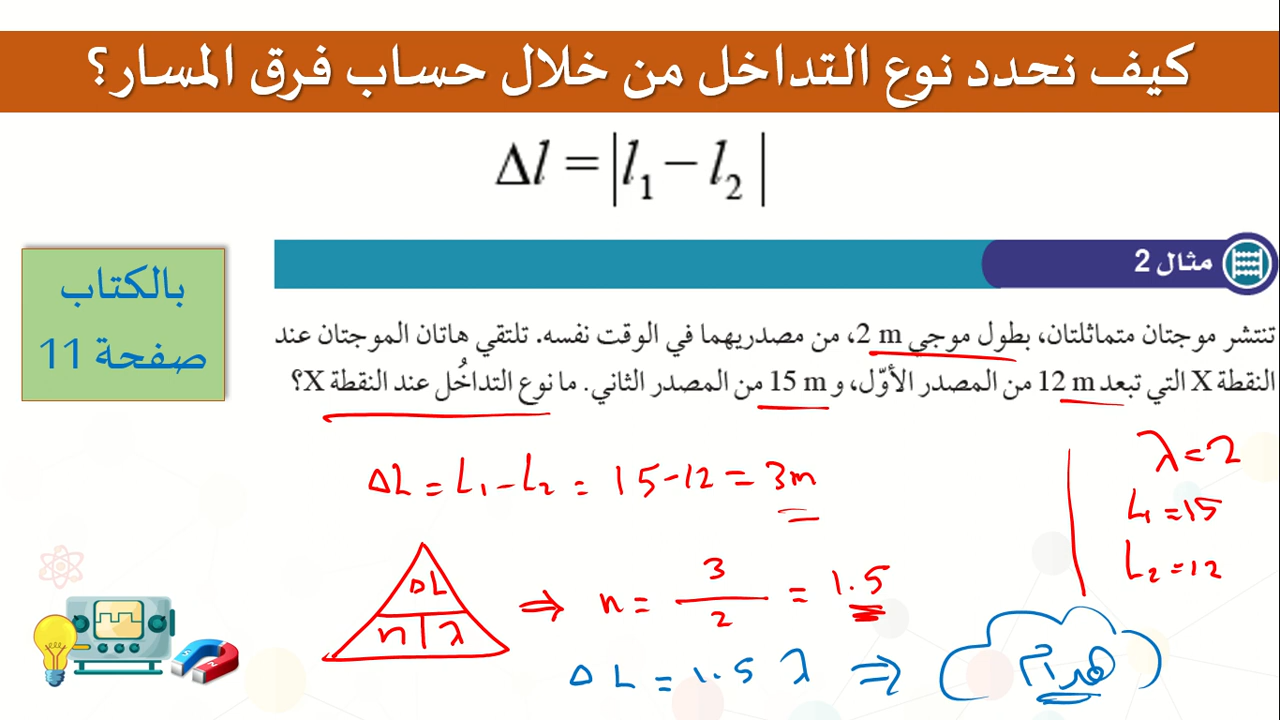 كيف نحدد نوع التداخل من خلال حساب فرق المسار؟
Δl = |l₁ − l₂|
بالكتاب
صفحة 11
مثال 2
تنتشر موجتان متماثلتان، بطول موجي 2 m، من مصدريهما في الوقت نفسه. تلتقي هاتان الموجتان عند
النقطة X التي تبعد 12 m من المصدر الأوّل، و 15 m من المصدر الثاني. ما نوع التداخُل عند النقطة X؟
λ = 2
L₁ = 15
L₂ = 12
ΔL = L₁ − L₂ = 15 − 12 = 3m
ΔL
n | λ
⇒ n = 3/2 = 1.5
ΔL = 1.5 λ ⇒ هدام